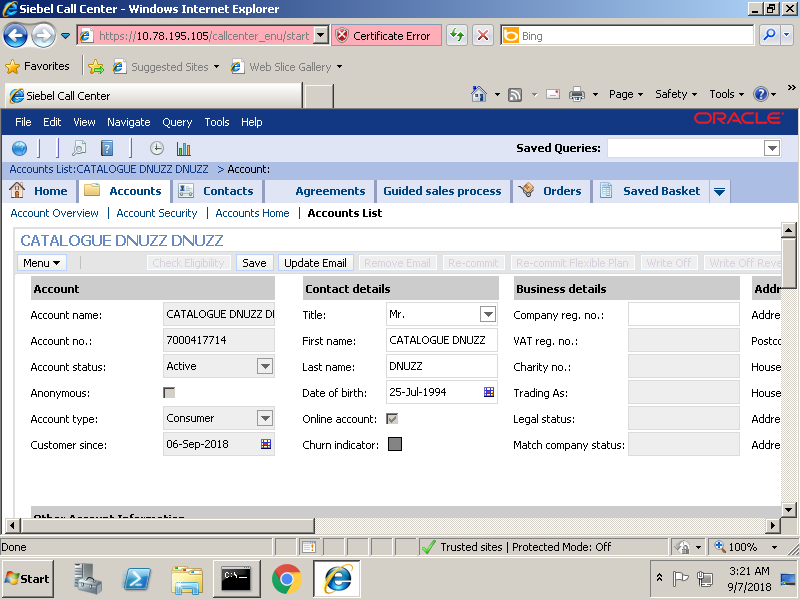 Siebel Call Center - Windows Internet Explorer
https://10.78.195.105/callcenter_enu/start
Certificate Error
Bing
Favorites
Suggested Sites
Web Slice Gallery
Siebel Call Center
Page
Safety
Tools
»
File Edit View Navigate Query Tools Help
ORACLE
Saved Queries:
Accounts List:CATALOGUE DNUZZ DNUZZ > Account:
Home
Accounts
Contacts
Agreements
Guided sales process
Orders
Saved Basket
Account Overview | Account Security | Accounts Home | Accounts List
CATALOGUE DNUZZ DNUZZ
Menu
Check Eligibility
Save
Update Email
Remove Email
Re-commit
Re-commit Flexible Plan
Write Off
Write Off Reve
Account
Contact details
Business details
Addr
Account name: CATALOGUE DNUZZ DI
Title: Mr.
Company reg. no.:
Addre
Account no.: 7000417714
First name: CATALOGUE DNUZZ
VAT reg. no.:
Postco
Account status: Active
Last name: DNUZZ
Charity no.:
House
Anonymous:
Date of birth: 25-Jul-1994
Trading As:
House
Account type: Consumer
Online account:
Legal status:
Addre
Customer since: 06-Sep-2018
Churn indicator:
Match company status:
Addre
Other Account Information
Done
Trusted sites | Protected Mode: Off
100%
Start
C:\
3:21 AM
9/7/2018